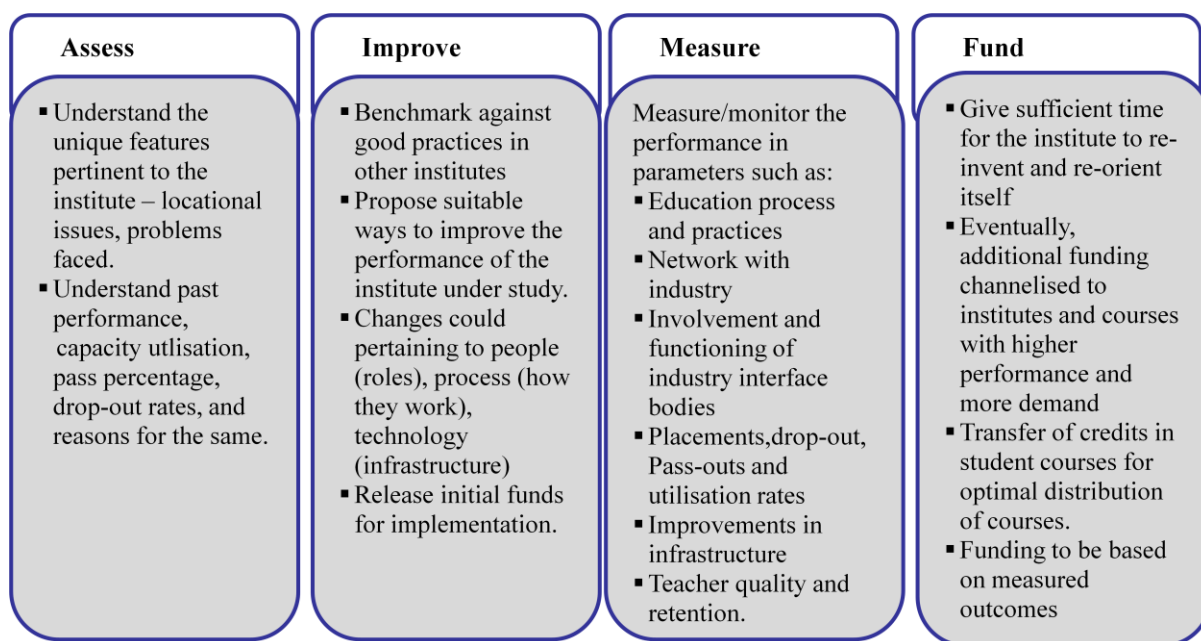 Assess
▪ Understand the
unique features
pertinent to the
institute – locational
issues, problems
faced.
▪ Understand past
performance,
capacity utlisation,
pass percentage,
drop-out rates, and
reasons for the same.
Improve
▪ Benchmark against
good practices in
other institutes
▪ Propose suitable
ways to improve the
performance of the
institute under study.
▪ Changes could
pertaining to people
(roles), process (how
they work),
technology
(infrastructure)
▪ Release initial funds
for implementation.
Measure
Measure/monitor the
performance in
parameters such as:
▪ Education process
and practices
▪ Network with
industry
▪ Involvement and
functioning of
industry interface
bodies
▪ Placements,drop-out,
Pass-outs and
utilisation rates
▪ Improvements in
infrastructure
▪ Teacher quality and
retention.
Fund
▪ Give sufficient time
for the institute to re-
invent and re-orient
itself
▪ Eventually,
additional funding
channelised to
institutes and courses
with higher
performance and
more demand
▪ Transfer of credits in
student courses for
optimal distribution
of courses.
▪ Funding to be based
on measured
outcomes